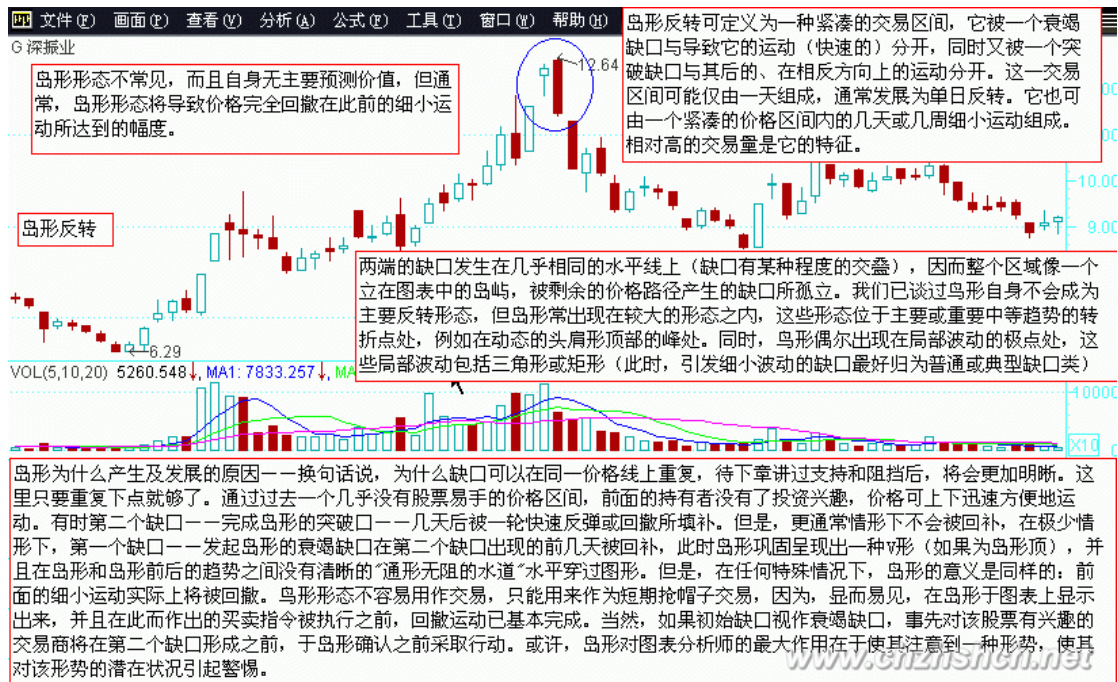 文件(F) 画面(P) 查看(V) 分析(A) 公式(F) 工具(T) 窗口(W) 帮助(H)
G 深振业
岛形形态不常见，而且自身无主要预测价值，但通
常，岛形形态将导致价格完全回撤在此前的细小运
动所达到的幅度。
12.64
岛形反转可定义为一种紧凑的交易区间，它被一个衰竭
缺口与导致它的运动（快速的）分开，同时又被一个突
破缺口与其后的、在相反方向上的运动分开。这一交易
区间可能仅由一天组成，通常发展为单日反转。它也可
由一个紧凑的价格区间内的几天或几周细小运动组成。
相对高的交易量是它的特征。
10.00
9.00
岛形反转
两端的缺口发生在几乎相同的水平线上（缺口有某种程度的交叠），因而整个区域像一个
立在图表中的岛屿，被剩余的价格路径产生的缺口所孤立。我们已谈过鸟形自身不会成为
主要反转形态，但岛形常出现在较大的形态之内，这些形态位于主要或重要中等趋势的转
折点处，例如在动态的头肩形顶部的峰处。同时，鸟形偶尔出现在局部波动的极点处，这
些局部波动包括三角形或矩形（此时，引发细小波动的缺口最好归为普通或典型缺口类）
6.29
VOL(5,10,20) 5260.548↓, MA1: 7833.257↓, MA
10000
X10
岛形为什么产生及发展的原因——换句话说，为什么缺口可以在同一价格线上重复，待下章讲过支持和阻挡后，将会更加明晰。这
里只要重复下点就够了。通过过去一个几乎没有股票易手的价格区间，前面的持有者没有了投资兴趣，价格可上下迅速方便地运
动。有时第二个缺口——完成岛形的突破口——几天后被一轮快速反弹或回撤所填补。但是，更通常情形下不会被回补，在极少情
形下，第一个缺口——发起岛形的衰竭缺口在第二个缺口出现的前几天被回补，此时岛形巩固呈现出一种V形（如果为岛形顶），并
且在岛形和岛形前后的趋势之间没有清晰的"通形无阻的水道"水平穿过图形。但是，在任何特殊情况下，岛形的意义是同样的：前
面的细小运动实际上将被回撤。鸟形形态不容易用作交易，只能用来作为短期抢帽子交易，因为，显而易见，在岛形于图表上显示
出来，并且在此而作出的买卖指令被执行之前，回撤运动已基本完成。当然，如果初始缺口视作衰竭缺口，事先对该股票有兴趣的
交易商将在第二个缺口形成之前，于岛形确认之前采取行动。或许，岛形对图表分析师的最大作用在于使其注意到一种形势，使其
对该形势的潜在状况引起警惕。
www.cnzhshch.net